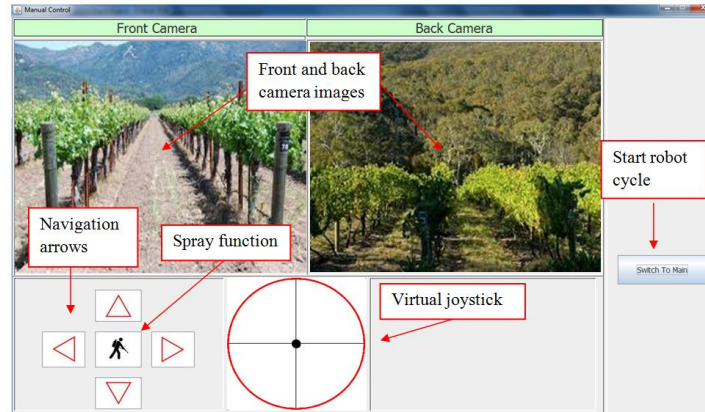 Manual Control
Front Camera
Back Camera
Front and back
camera images
Start robot
cycle
Navigation
arrows
Spray function
Switch To Main
Virtual joystick